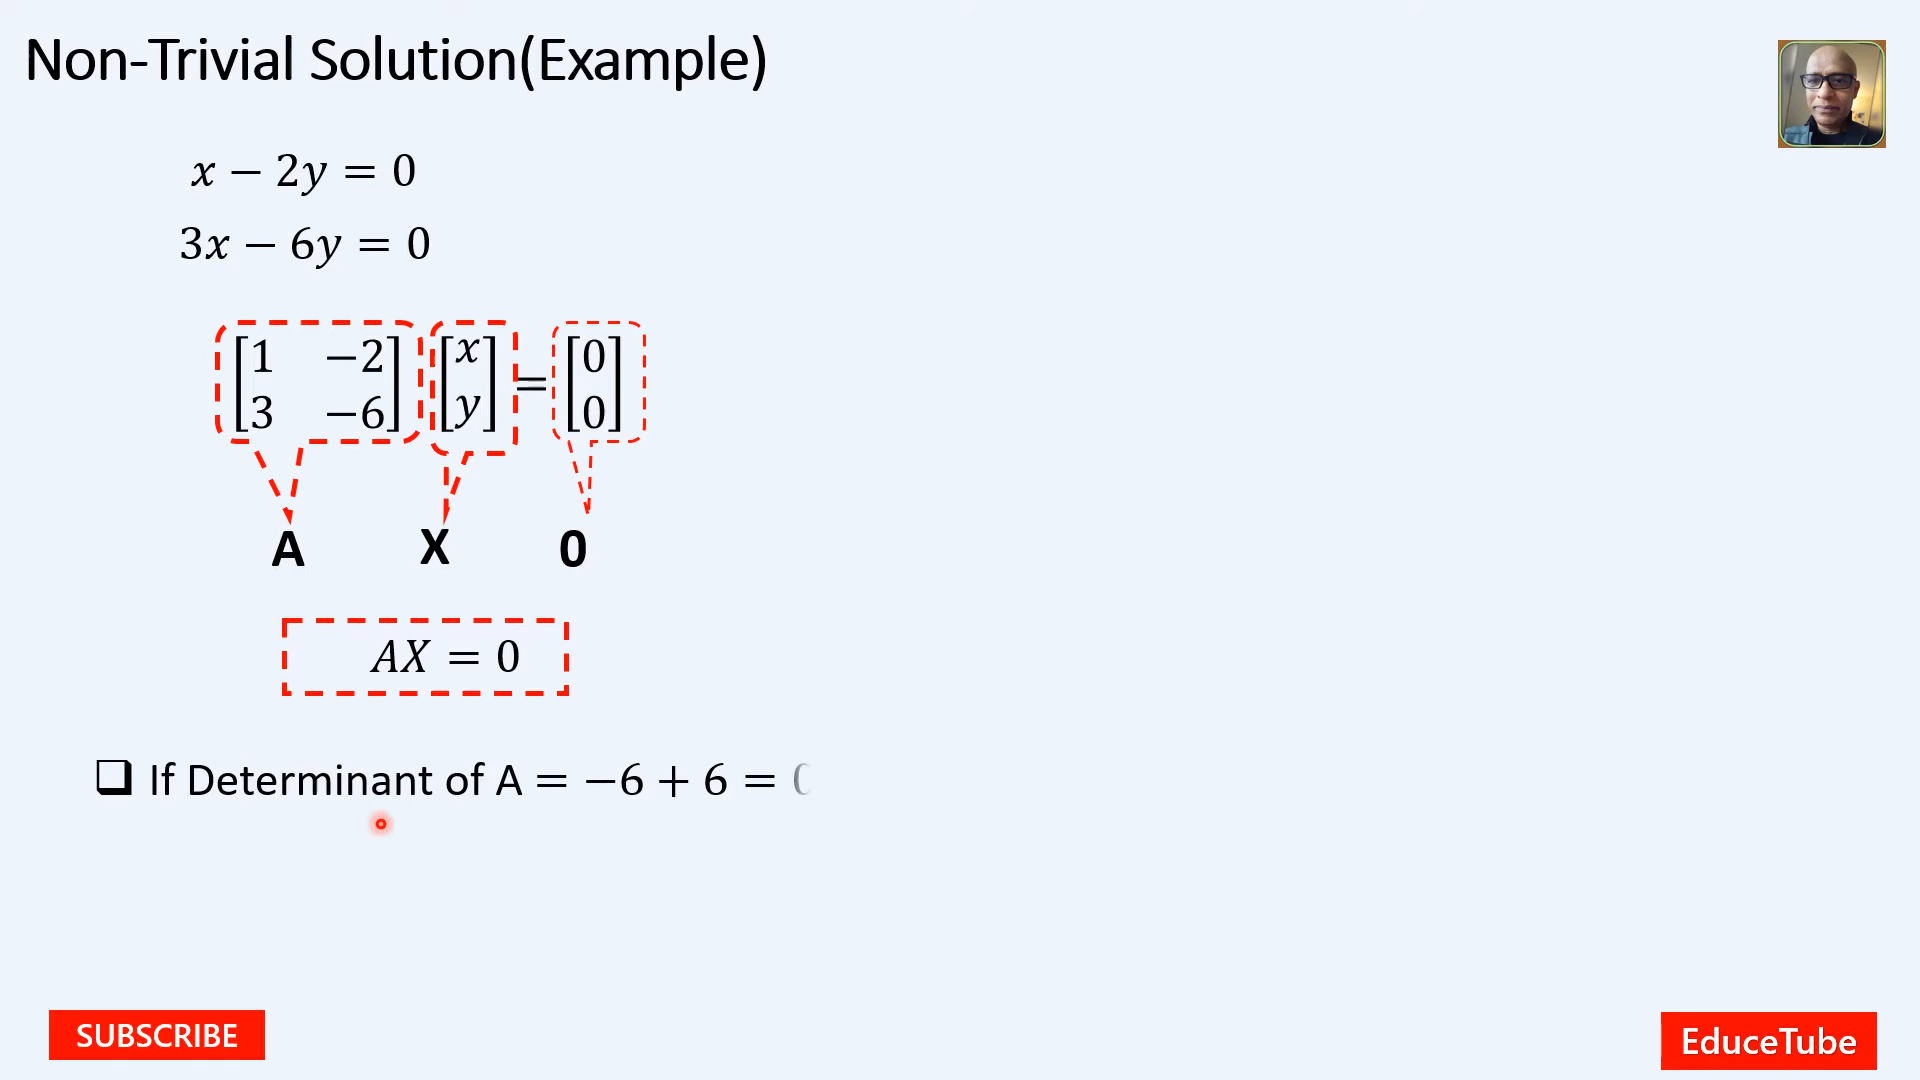 Non-Trivial Solution(Example)
x − 2y = 0
3x − 6y = 0
[1 −2] [x] = [0]
[3 −6] [y] [0]
A X 0
AX = 0
❑ If Determinant of A = −6 + 6 = 0
SUBSCRIBE
EduceTube